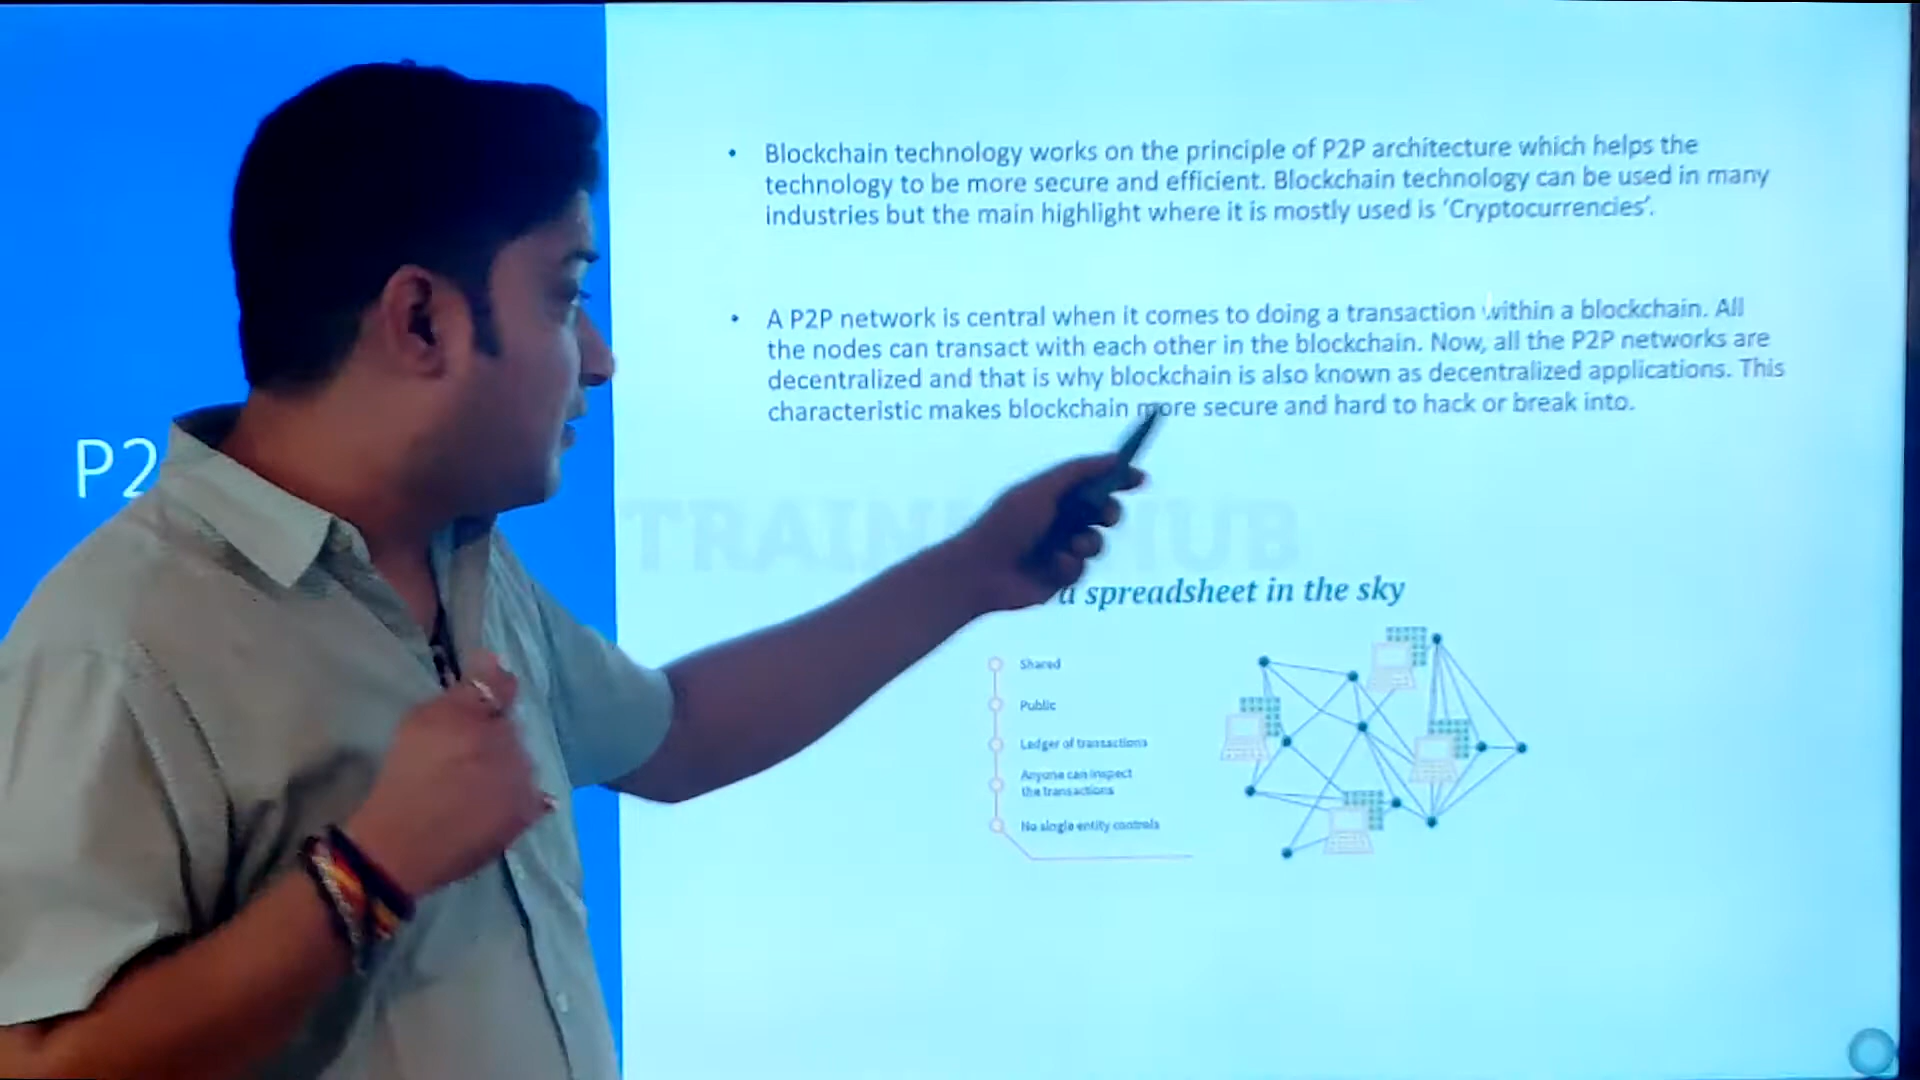 P2
• Blockchain technology works on the principle of P2P architecture which helps the
technology to be more secure and efficient. Blockchain technology can be used in many
industries but the main highlight where it is mostly used is ‘Cryptocurrencies’.
• A P2P network is central when it comes to doing a transaction within a blockchain. All
the nodes can transact with each other in the blockchain. Now, all the P2P networks are
decentralized and that is why blockchain is also known as decentralized applications. This
characteristic makes blockchain more secure and hard to hack or break into.
TRAIN HUB
a spreadsheet in the sky
Shared
Public
Ledger of transactions
Anyone can inspect
the transactions
No single entity controls